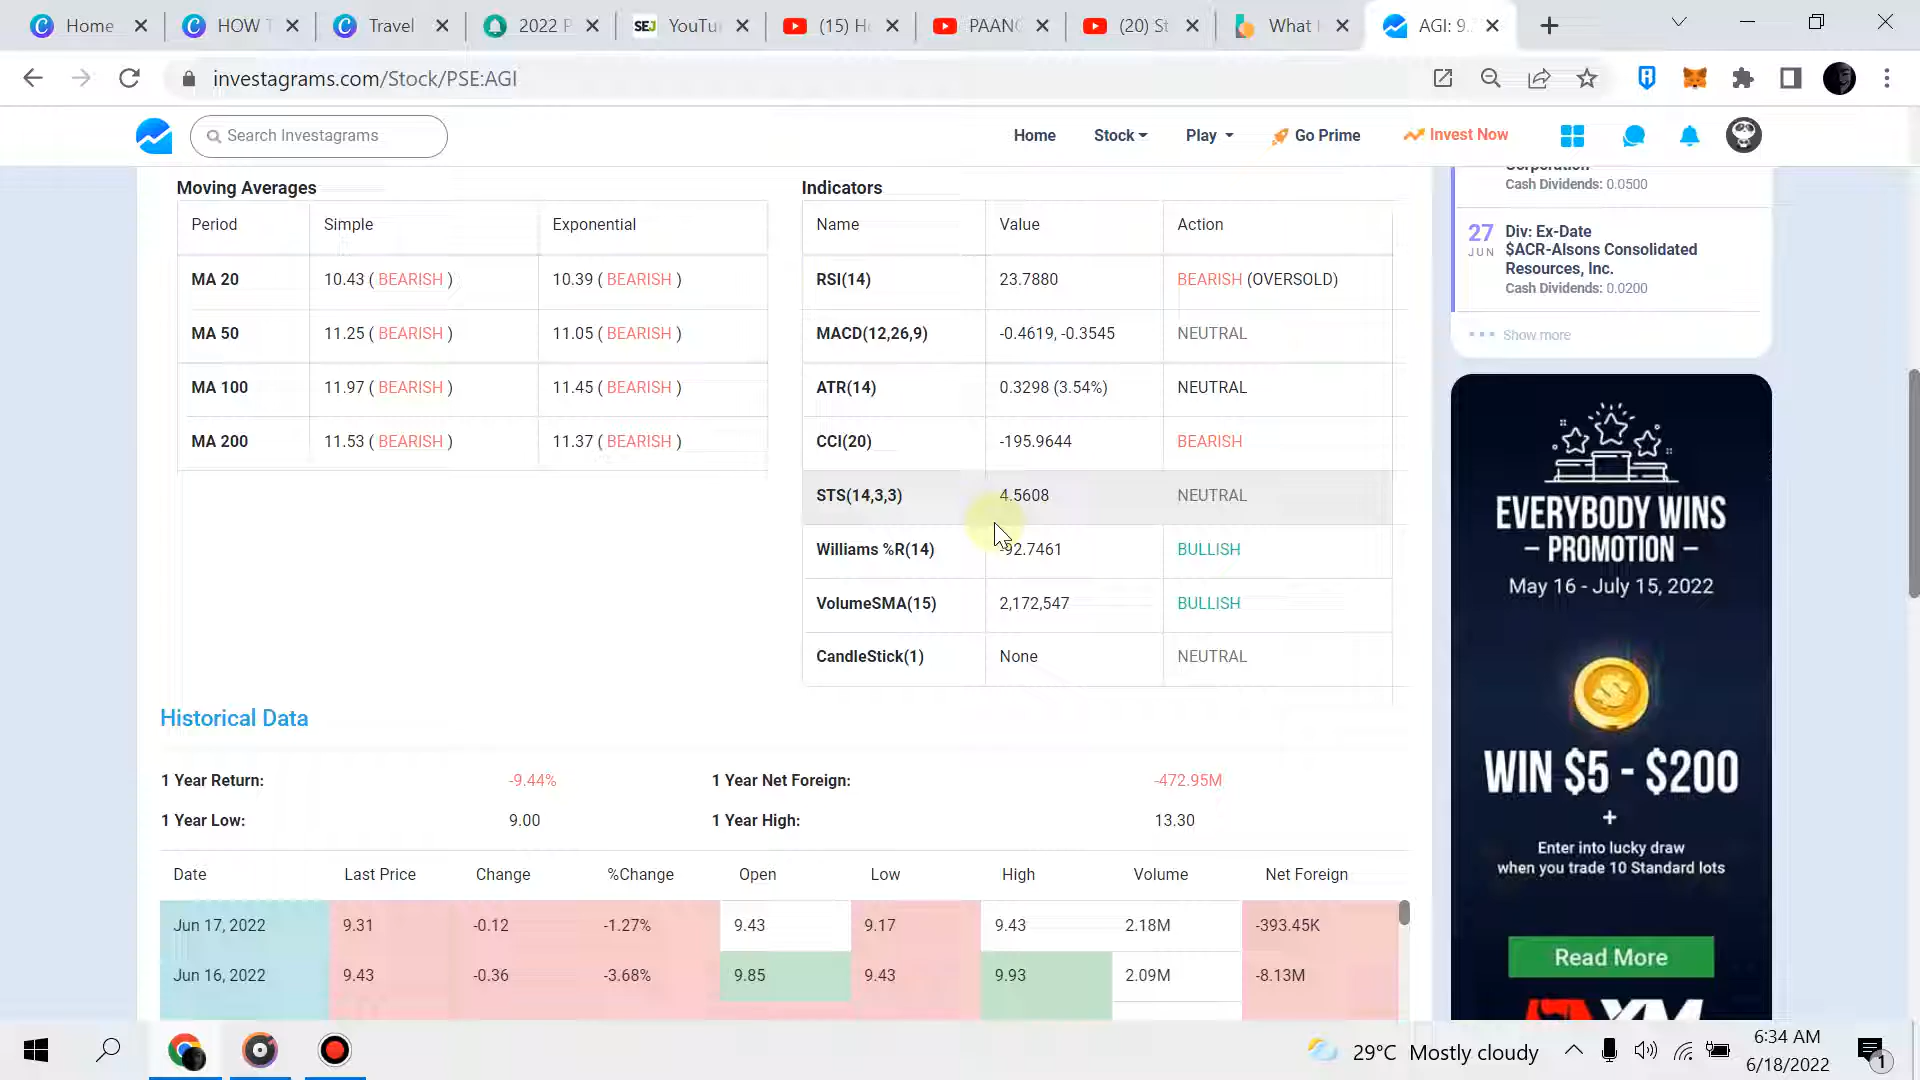 Home
HOW T
Travel
2022 P
SEJ YouTu
(15) H
PAANO
(20) St
What
AGI: 9.
investagrams.com/Stock/PSE:AGI
Search Investagrams
Home
Stock
Play
Go Prime
Invest Now
Moving Averages
Period Simple Exponential
MA 20 10.43 ( BEARISH ) 10.39 ( BEARISH )
MA 50 11.25 ( BEARISH ) 11.05 ( BEARISH )
MA 100 11.97 ( BEARISH ) 11.45 ( BEARISH )
MA 200 11.53 ( BEARISH ) 11.37 ( BEARISH )
Indicators
Name Value Action
RSI(14) 23.7880 BEARISH (OVERSOLD)
MACD(12,26,9) -0.4619, -0.3545 NEUTRAL
ATR(14) 0.3298 (3.54%) NEUTRAL
CCI(20) -195.9644 BEARISH
STS(14,3,3) 4.5608 NEUTRAL
Williams %R(14) -92.7461 BULLISH
VolumeSMA(15) 2,172,547 BULLISH
CandleStick(1) None NEUTRAL
Corporation
Cash Dividends: 0.0500
27
JUN
Div: Ex-Date
$ACR-Alsons Consolidated
Resources, Inc.
Cash Dividends: 0.0200
Show more
EVERYBODY WINS
– PROMOTION –
May 16 - July 15, 2022
WIN $5 - $200
+
Enter into lucky draw
when you trade 10 Standard lots
Read More
XM
Historical Data
1 Year Return: -9.44% 1 Year Net Foreign: -472.95M
1 Year Low: 9.00 1 Year High: 13.30
Date Last Price Change %Change Open Low High Volume Net Foreign
Jun 17, 2022 9.31 -0.12 -1.27% 9.43 9.17 9.43 2.18M -393.45K
Jun 16, 2022 9.43 -0.36 -3.68% 9.85 9.43 9.93 2.09M -8.13M
29°C Mostly cloudy
6:34 AM
6/18/2022
1